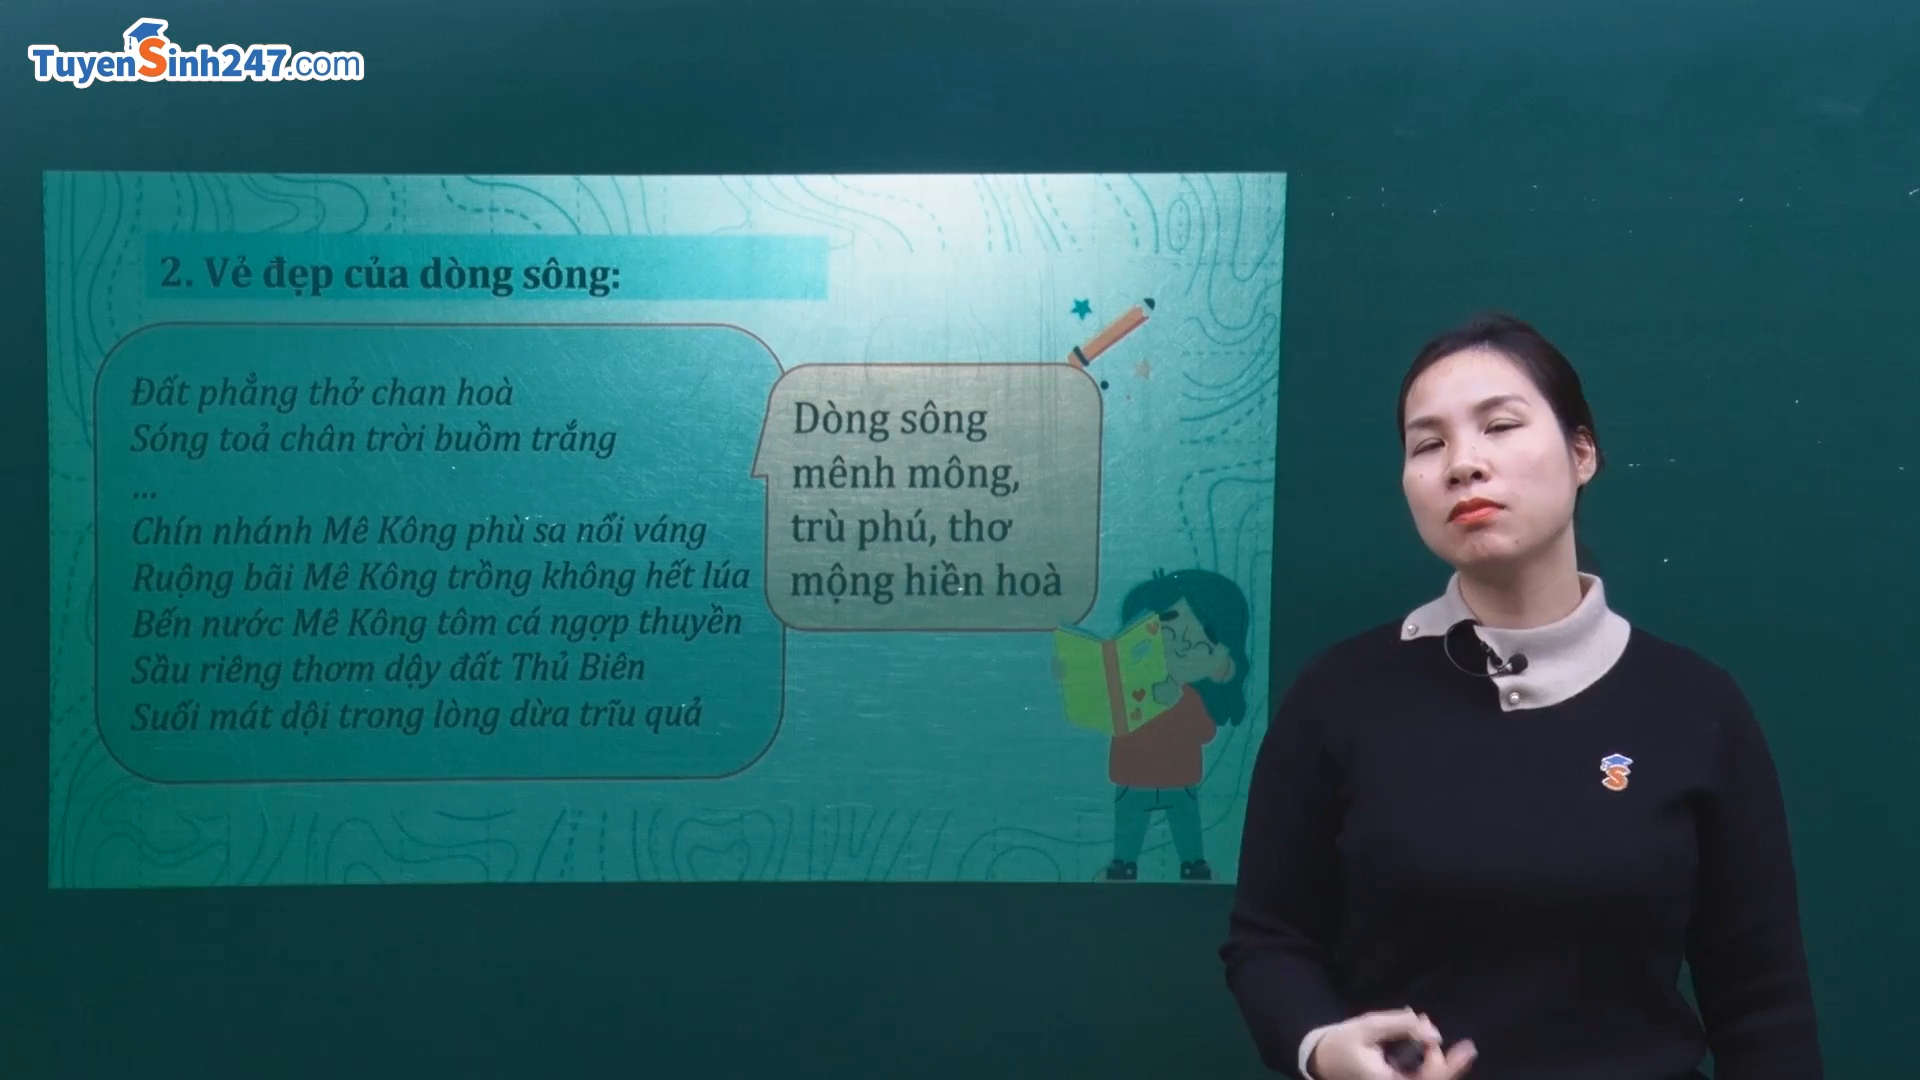 TuyenSinh247.com
2. Vẻ đẹp của dòng sông:
Đất phẳng thở chan hoà
Sóng toả chân trời buồm trắng
...
Chín nhánh Mê Kông phù sa nổi váng
Ruộng bãi Mê Kông trồng không hết lúa
Bến nước Mê Kông tôm cá ngợp thuyền
Sầu riêng thơm dậy đất Thủ Biên
Suối mát dội trong lòng dừa trĩu quả
Dòng sông
mênh mông,
trù phú, thơ
mộng hiền hoà
S